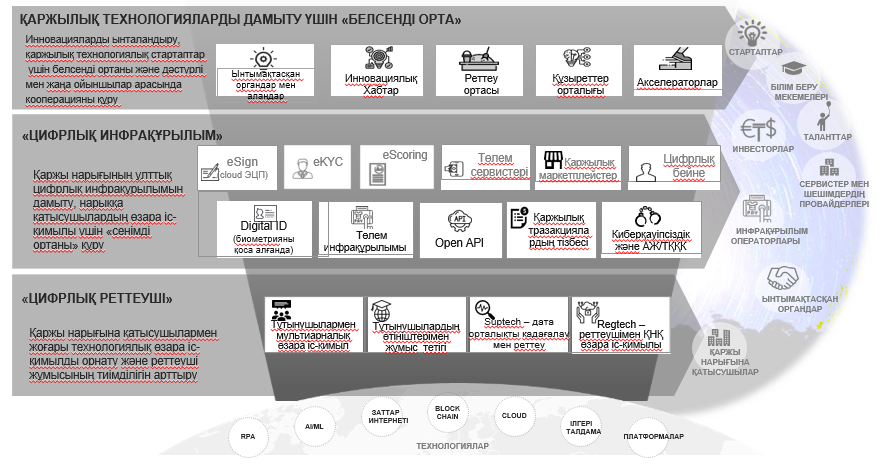 ҚАРЖЫЛЫҚ ТЕХНОЛОГИЯЛАРДЫ ДАМЫТУ ҮШІН «БЕЛСЕНДІ ОРТА»
Инновацияларды ынталандыру,
қаржылық технологиялық стартаптар
үшін белсенді ортаны және дәстүрлі
мен жаңа ойыншылар арасында
кооперацияны құру
Ынтымақтасқан
органдар мен
алаңдар
Инновациялық
Хабтар
Реттеу
ортасы
Құзыреттер
орталығы
Акселераторлар
«ЦИФРЛЫҚ ИНФРАҚҰРЫЛЫМ»
Қаржы нарығының ұлттық
цифрлық инфрақұрылымын
дамыту, нарыққа
қатысушылардың өзара іс-
қимылы үшін «сенімді
ортаны» құру
eSign
(cloud ЭЦП)
eKYC
eScoring
Төлем
сервистері
Қаржылық
маркетплейстер
Цифрлық
бейне
Digital ID
(биометрияны
қоса алғанда)
Төлем
инфрақұрылымы
API
Open API
Қаржылық
тразакцияла
рдың тізбесі
Киберқауіпсіздік
және АЖ/ТҚҚК
«ЦИФРЛЫҚ РЕТТЕУШІ»
Қаржы нарығына қатысушылармен
жоғары технологиялық өзара іс-
қимылды орнату және реттеуші
жұмысының тиімділігін арттыру
Тұтынушылармен
мультиарналық
өзара іс-қимыл
Тұтынушылардың
өтініштерімен
жұмыс тетігі
Suptech – дата
орталықты қадағалау
мен реттеу
Regtech –
реттеушімен ҚНҚ
өзара іс-қимылы
СТАРТАПТАР
БІЛІМ БЕРУ
МЕКЕМЕЛЕРІ
ТАЛАНТТАР
ИНВЕСТОРЛАР
СЕРВИСТЕР МЕН
ШЕШІМДЕРДІҢ
ПРОВАЙДЕРЛЕРІ
ИНФРАҚҰРЫЛЫМ
ОПЕРАТОРЛАРЫ
ЫНТЫМАҚТАСҚАН
ОРГАНДАР
ҚАРЖЫ
НАРЫҒЫНА
ҚАТЫСУШЫЛАР
RPA
AI/ML
ЗАТТАР
ИНТЕРНЕТІ
BLOCK
CHAIN
CLOUD
ІЛГЕРІ
ТАЛДАМА
ПЛАТФОРМАЛАР
ТЕХНОЛОГИЯЛАР